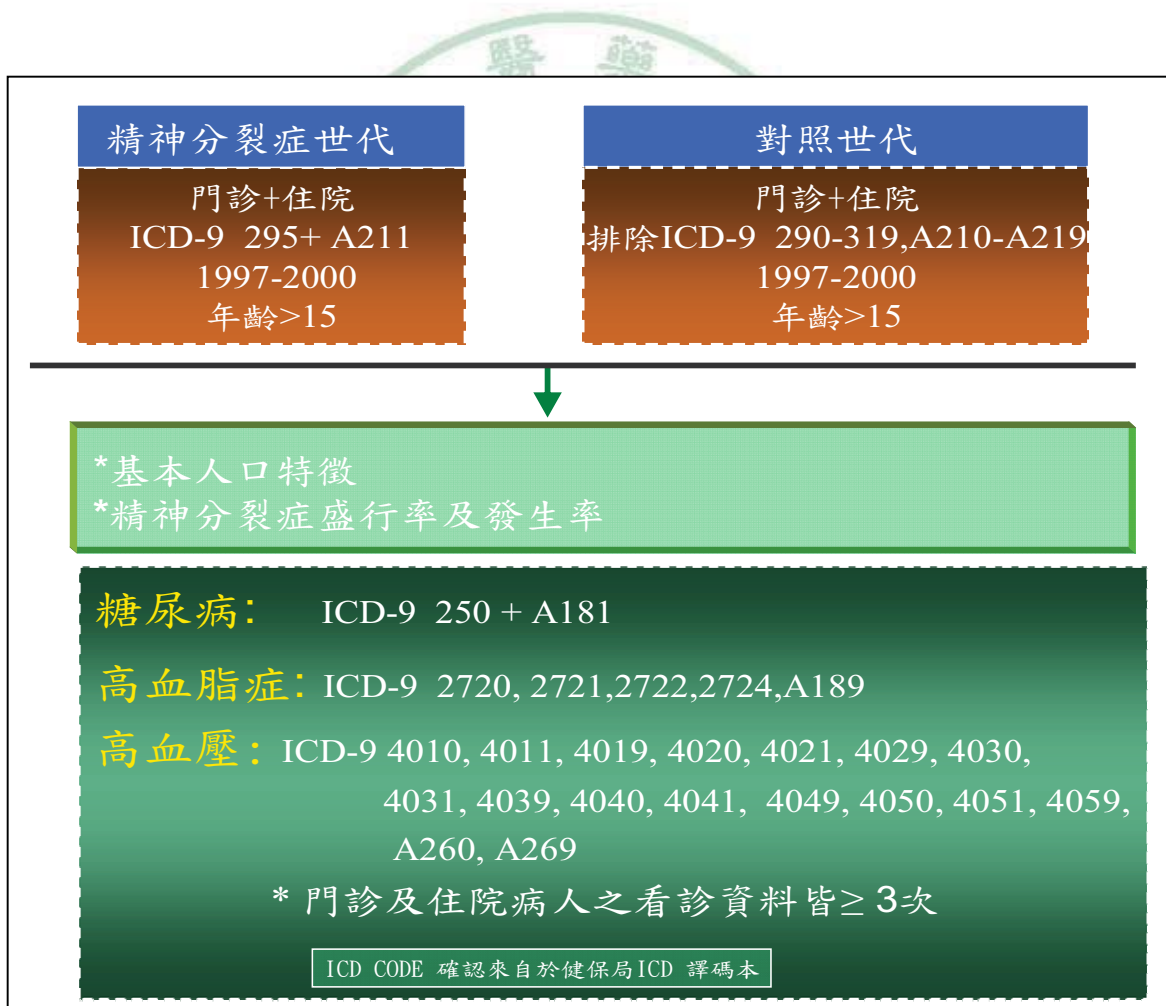 醫藥
精神分裂症世代
門診+住院
ICD-9 295+ A211
1997-2000
年齡>15
對照世代
門診+住院
排除ICD-9 290-319,A210-A219
1997-2000
年齡>15
*基本人口特徵
*精神分裂症盛行率及發生率
糖尿病: ICD-9 250 + A181
高血脂症: ICD-9 2720, 2721,2722,2724,A189
高血壓: ICD-9 4010, 4011, 4019, 4020, 4021, 4029, 4030,
4031, 4039, 4040, 4041, 4049, 4050, 4051, 4059,
A260, A269
* 門診及住院病人之看診資料皆≥ 3次
ICD CODE 確認來自於健保局ICD 譯碼本